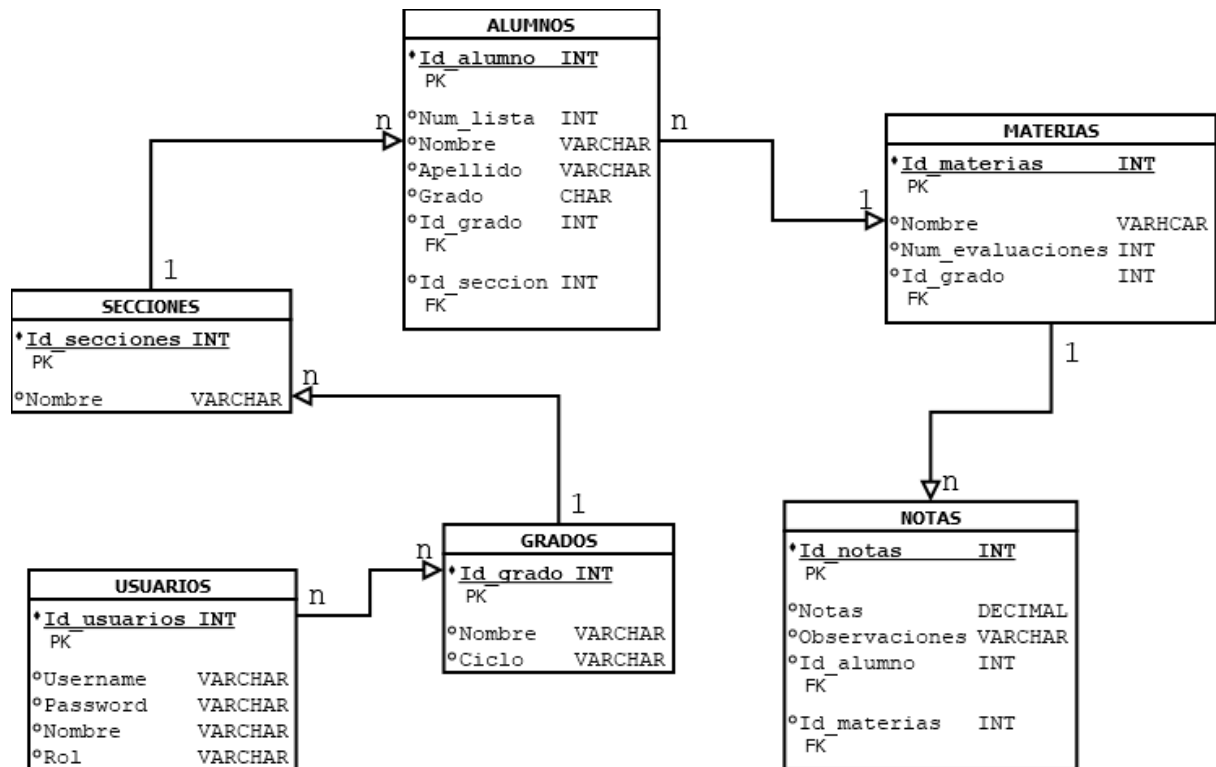 ALUMNOS
Id_alumno INT
PK
Num_lista INT
Nombre VARCHAR
Apellido VARCHAR
Grado CHAR
Id_grado INT
FK
Id_seccion INT
FK
n
n
1
1
MATERIAS
Id_materias INT
PK
Nombre VARHCAR
Num_evaluaciones INT
Id_grado INT
FK
1
n
SECCIONES
Id_secciones INT
PK
Nombre VARCHAR
n
1
GRADOS
Id_grado INT
PK
Nombre VARCHAR
Ciclo VARCHAR
n
n
USUARIOS
Id_usuarios INT
PK
Username VARCHAR
Password VARCHAR
Nombre VARCHAR
Rol VARCHAR
NOTAS
Id_notas INT
PK
Notas DECIMAL
Observaciones VARCHAR
Id_alumno INT
FK
Id_materias INT
FK